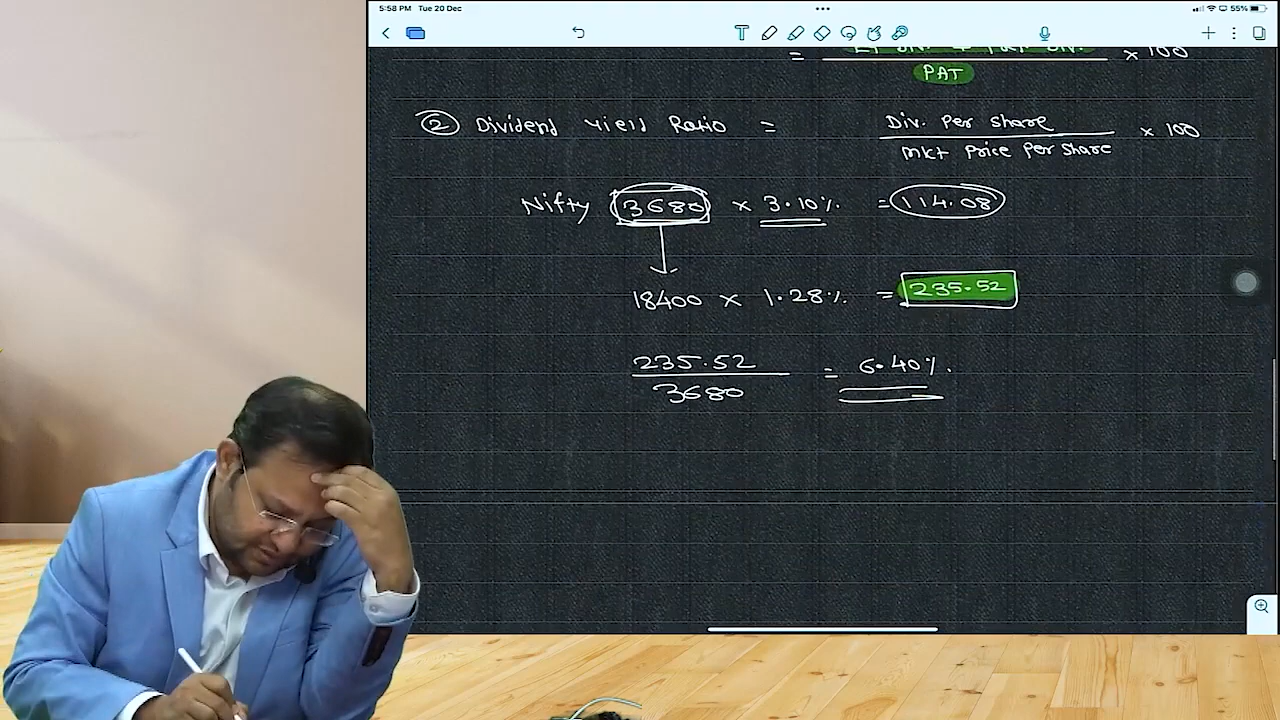 5:58 PM Tue 20 Dec
55%
= × 100
PAT
② Dividend Yield Ratio = Div. Per Share × 100
mkt Price Per Share
Nifty 3680 × 3.10% = 114.08
18400 × 1.28% = 235.52
235.52 = 6.40%.
3680